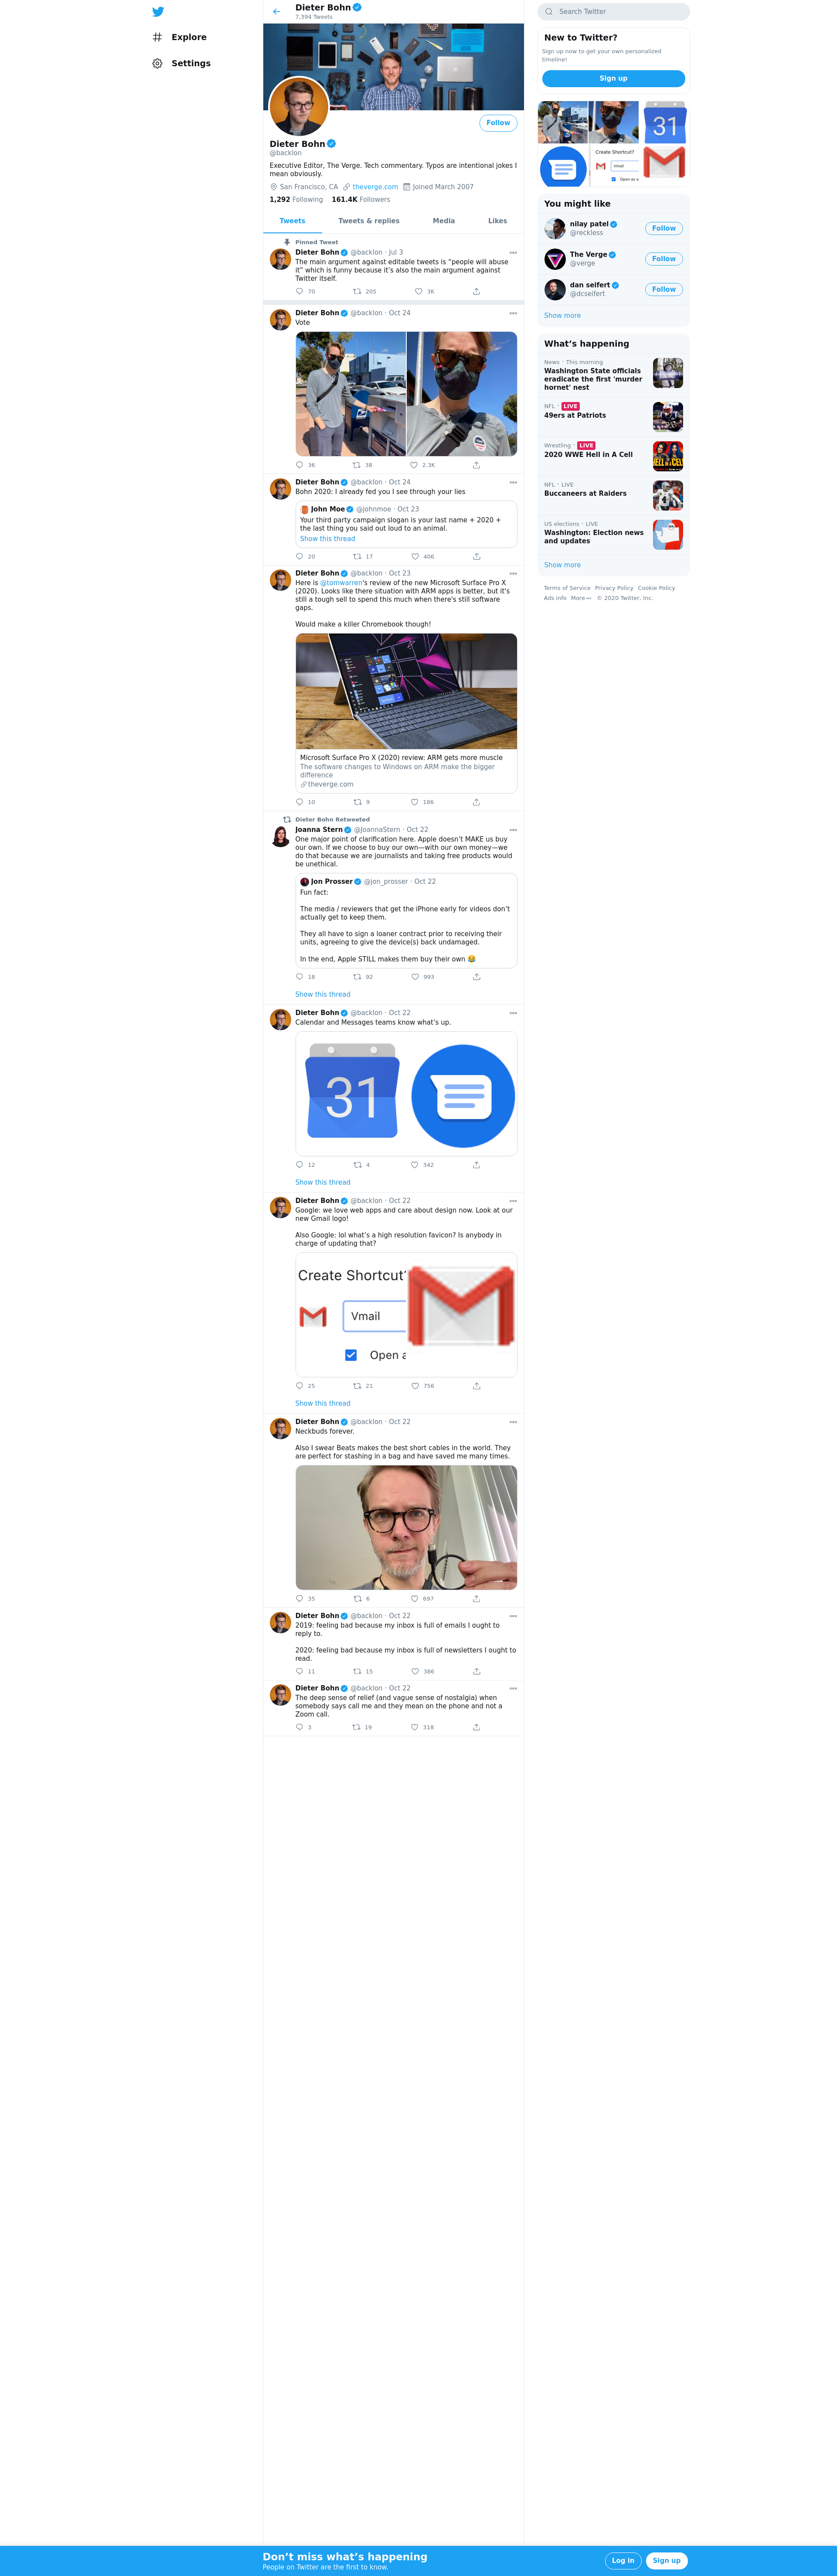 Explore
Settings
Dieter Bohn
7,394 Tweets
Follow
Dieter Bohn
@backlon
Executive Editor, The Verge. Tech commentary. Typos are intentional jokes I
mean obviously.
San Francisco, CA theverge.com Joined March 2007
1,292 Following 161.4K Followers
Tweets Tweets & replies Media Likes
Pinned Tweet
Dieter Bohn @backlon · Jul 3
The main argument against editable tweets is “people will abuse
it” which is funny because it’s also the main argument against
Twitter itself.
70 205 3K
Dieter Bohn @backlon · Oct 24
Vote
36 38 2.3K
Dieter Bohn @backlon · Oct 24
Bohn 2020: I already fed you I see through your lies
John Moe @johnmoe · Oct 23
Your third party campaign slogan is your last name + 2020 +
the last thing you said out loud to an animal.
Show this thread
20 17 406
Dieter Bohn @backlon · Oct 23
Here is @tomwarren's review of the new Microsoft Surface Pro X
(2020). Looks like there situation with ARM apps is better, but it's
still a tough sell to spend this much when there's still software
gaps.
Would make a killer Chromebook though!
Microsoft Surface Pro X (2020) review: ARM gets more muscle
The software changes to Windows on ARM make the bigger
difference
theverge.com
10 9 186
Dieter Bohn Retweeted
Joanna Stern @JoannaStern · Oct 22
One major point of clarification here. Apple doesn’t MAKE us buy
our own. If we choose to buy our own—with our own money—we
do that because we are journalists and taking free products would
be unethical.
Jon Prosser @jon_prosser · Oct 22
Fun fact:
The media / reviewers that get the iPhone early for videos don’t
actually get to keep them.
They all have to sign a loaner contract prior to receiving their
units, agreeing to give the device(s) back undamaged.
In the end, Apple STILL makes them buy their own 😂
18 92 993
Show this thread
Dieter Bohn @backlon · Oct 22
Calendar and Messages teams know what’s up.
31
12 4 342
Show this thread
Dieter Bohn @backlon · Oct 22
Google: we love web apps and care about design now. Look at our
new Gmail logo!
Also Google: lol what’s a high resolution favicon? Is anybody in
charge of updating that?
Create Shortcut?
Vmail
Open a
25 21 756
Show this thread
Dieter Bohn @backlon · Oct 22
Neckbuds forever.
Also I swear Beats makes the best short cables in the world. They
are perfect for stashing in a bag and have saved me many times.
35 6 697
Dieter Bohn @backlon · Oct 22
2019: feeling bad because my inbox is full of emails I ought to
reply to.
2020: feeling bad because my inbox is full of newsletters I ought to
read.
11 15 386
Dieter Bohn @backlon · Oct 22
The deep sense of relief (and vague sense of nostalgia) when
somebody says call me and they mean on the phone and not a
Zoom call.
3 19 318
Search Twitter
New to Twitter?
Sign up now to get your own personalized
timeline!
Sign up
31
Create Shortcut?
Vmail
Open as w
You might like
nilay patel
@reckless
Follow
The Verge
@verge
Follow
dan seifert
@dcseifert
Follow
Show more
What’s happening
News · This morning
Washington State officials
eradicate the first 'murder
hornet' nest
NFL · LIVE
49ers at Patriots
Wrestling · LIVE
2020 WWE Hell in A Cell
HELL IN A CELL
NFL · LIVE
Buccaneers at Raiders
US elections · LIVE
Washington: Election news
and updates
Show more
Terms of Service Privacy Policy Cookie Policy
Ads info More © 2020 Twitter, Inc.
Don’t miss what’s happening
People on Twitter are the first to know.
Log in Sign up